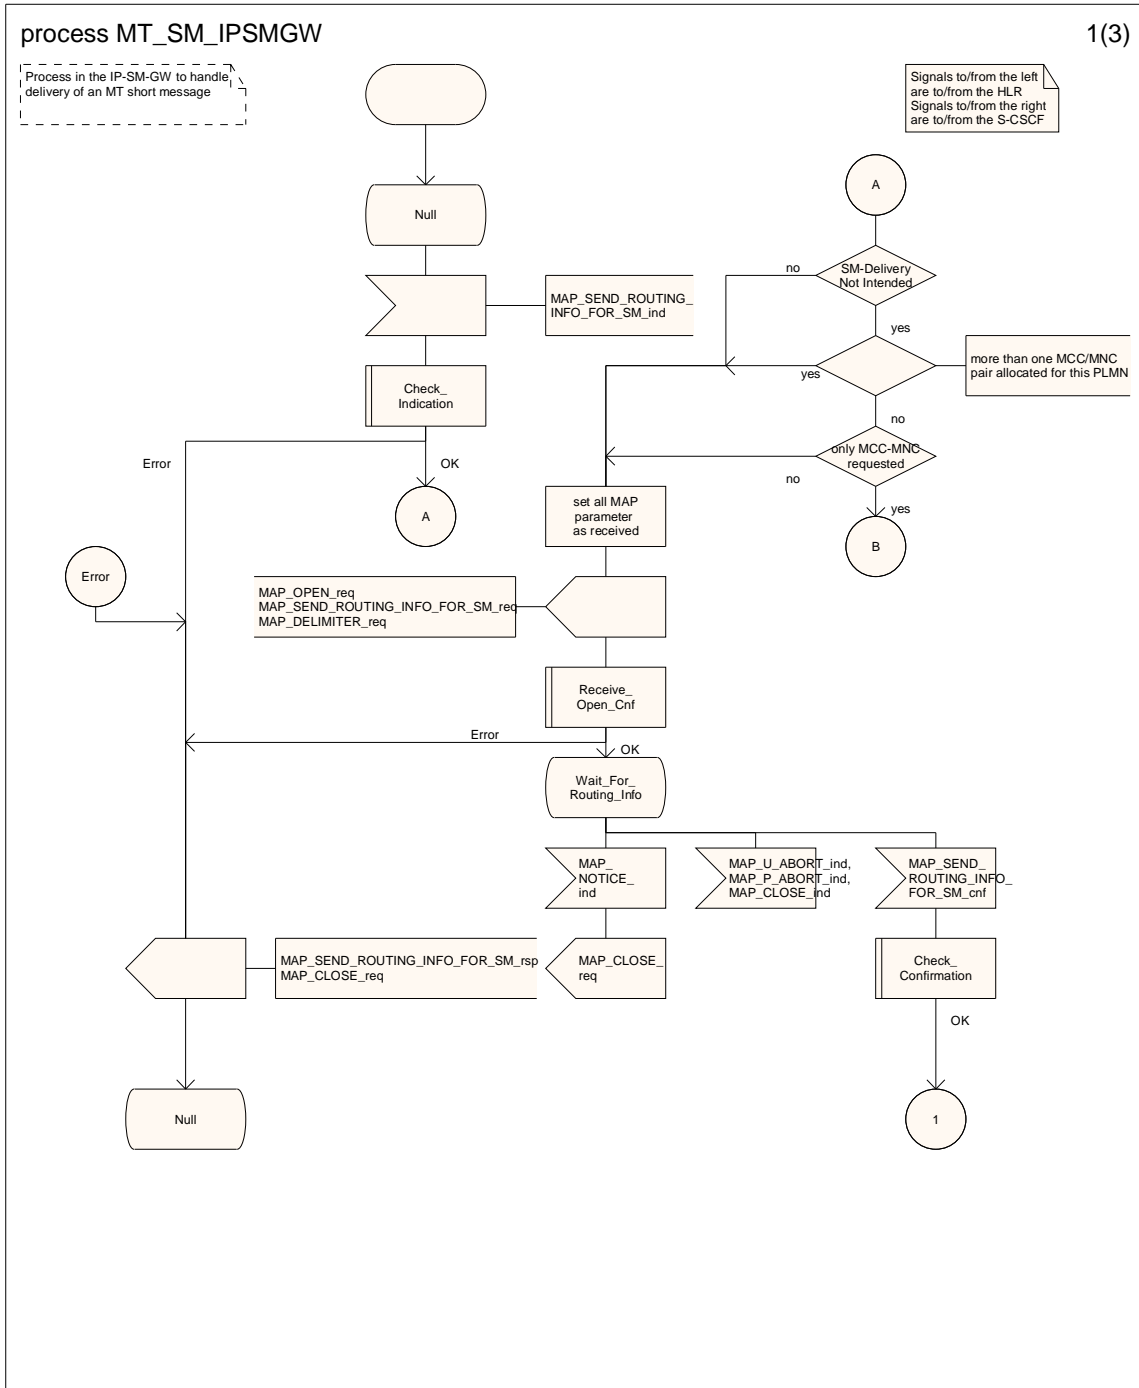 process MT_SM_IPSMGW
1(3)
Process in the IP-SM-GW to handle
delivery of an MT short message
Signals to/from the left
are to/from the HLR
Signals to/from the right
are to/from the S-CSCF
Null
MAP_SEND_ROUTING_
INFO_FOR_SM_ind
Check_
Indication
Error
OK
A
A
SM-Delivery
Not Intended
no
yes
more than one MCC/MNC
pair allocated for this PLMN
yes
no
only MCC-MNC
requested
no
yes
B
set all MAP
parameter
as received
Error
MAP_OPEN_req
MAP_SEND_ROUTING_INFO_FOR_SM_req
MAP_DELIMITER_req
Receive_
Open_Cnf
Error
OK
Wait_For_
Routing_Info
MAP_
NOTICE_
ind
MAP_U_ABORT_ind,
MAP_P_ABORT_ind,
MAP_CLOSE_ind
MAP_SEND_
ROUTING_INFO_
FOR_SM_cnf
MAP_SEND_ROUTING_INFO_FOR_SM_rsp
MAP_CLOSE_req
MAP_CLOSE_
req
Check_
Confirmation
OK
Null
1